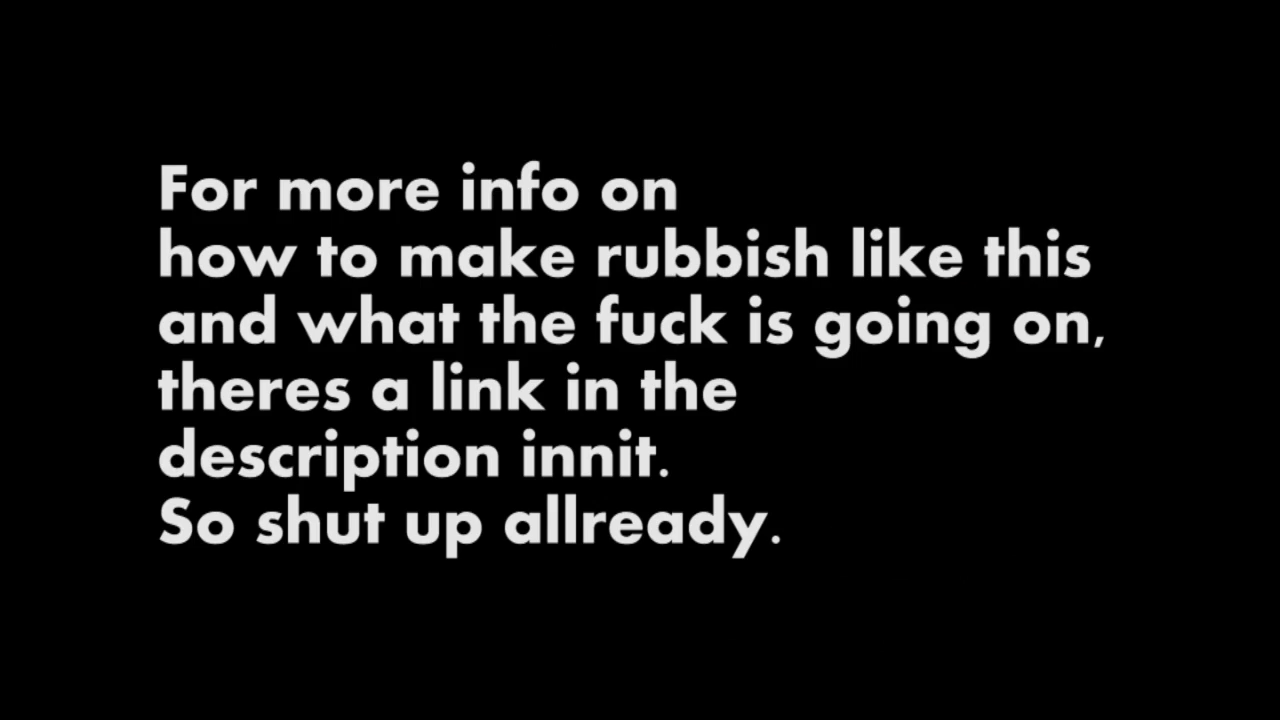 For more info on
how to make rubbish like this
and what the fuck is going on,
theres a link in the
description innit.
So shut up allready.